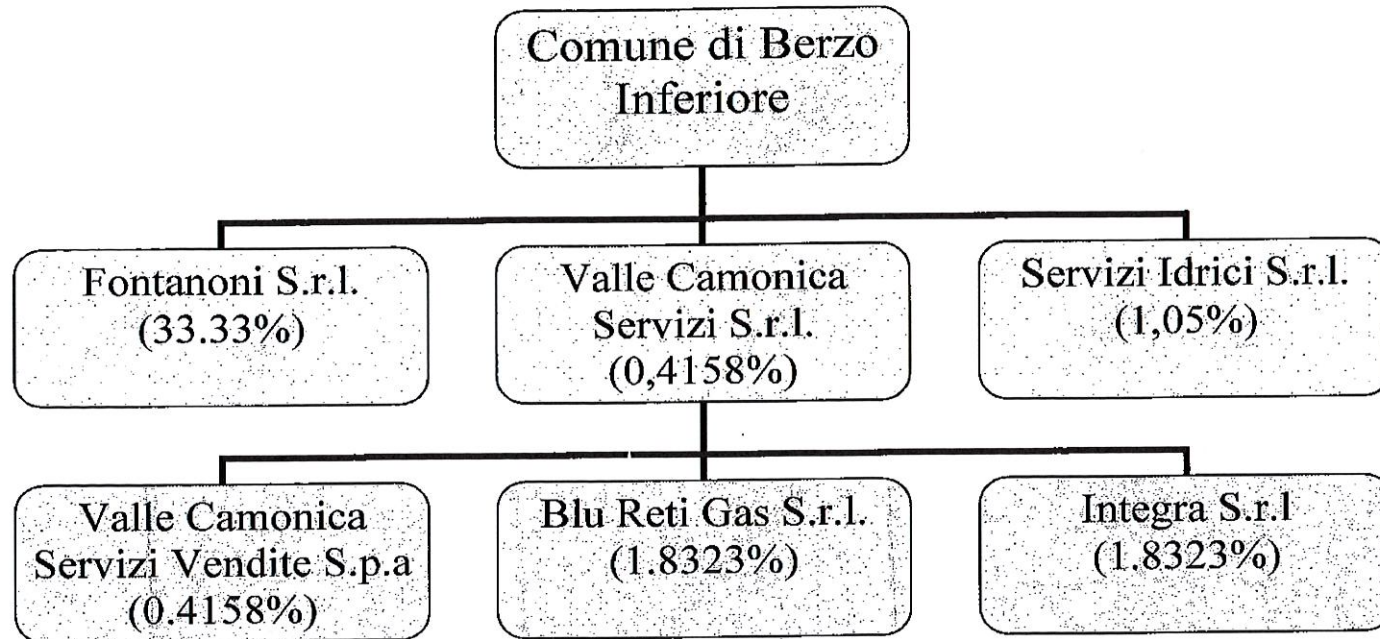 Comune di Berzo
Inferiore
Fontanoni S.r.l.
(33.33%)
Valle Camonica
Servizi S.r.l.
(0,4158%)
Servizi Idrici S.r.l.
(1,05%)
Valle Camonica
Servizi Vendite S.p.a
(0.4158%)
Blu Reti Gas S.r.l.
(1.8323%)
Integra S.r.l
(1.8323%)